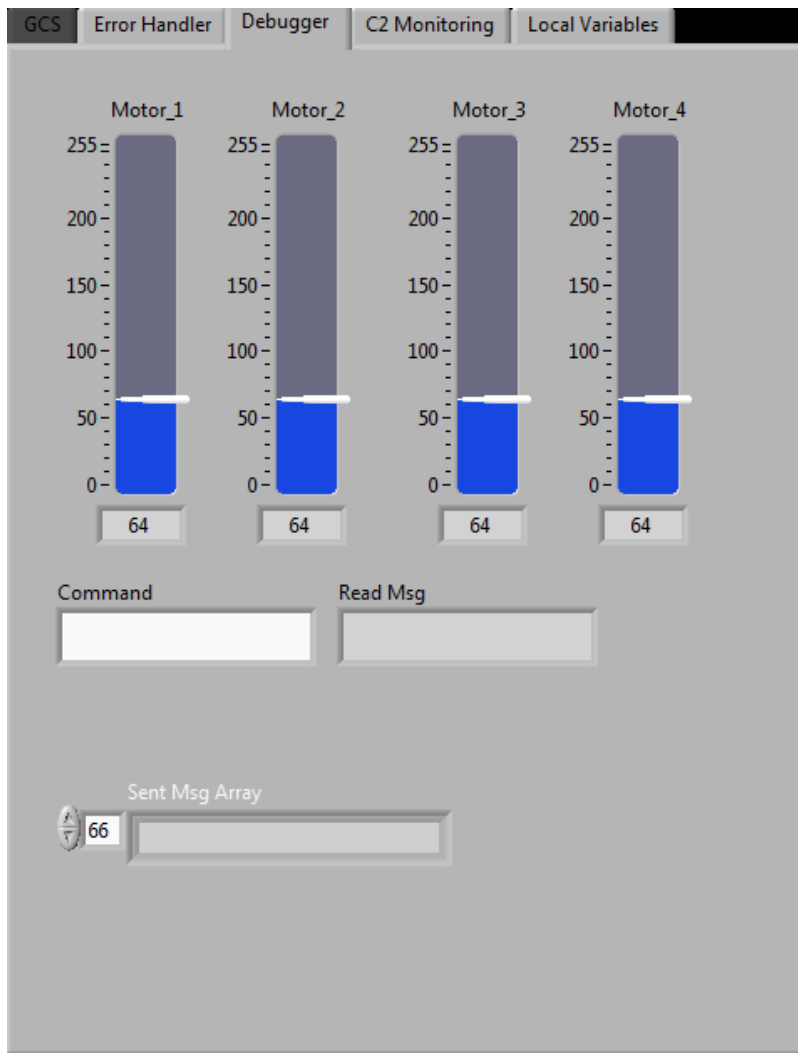 GCS Error Handler Debugger C2 Monitoring Local Variables
Motor_1 Motor_2 Motor_3 Motor_4
255 255 255 255
200 200 200 200
150 150 150 150
100 100 100 100
50 50 50 50
0 0 0 0
64 64 64 64
Command Read Msg
Sent Msg Array
66